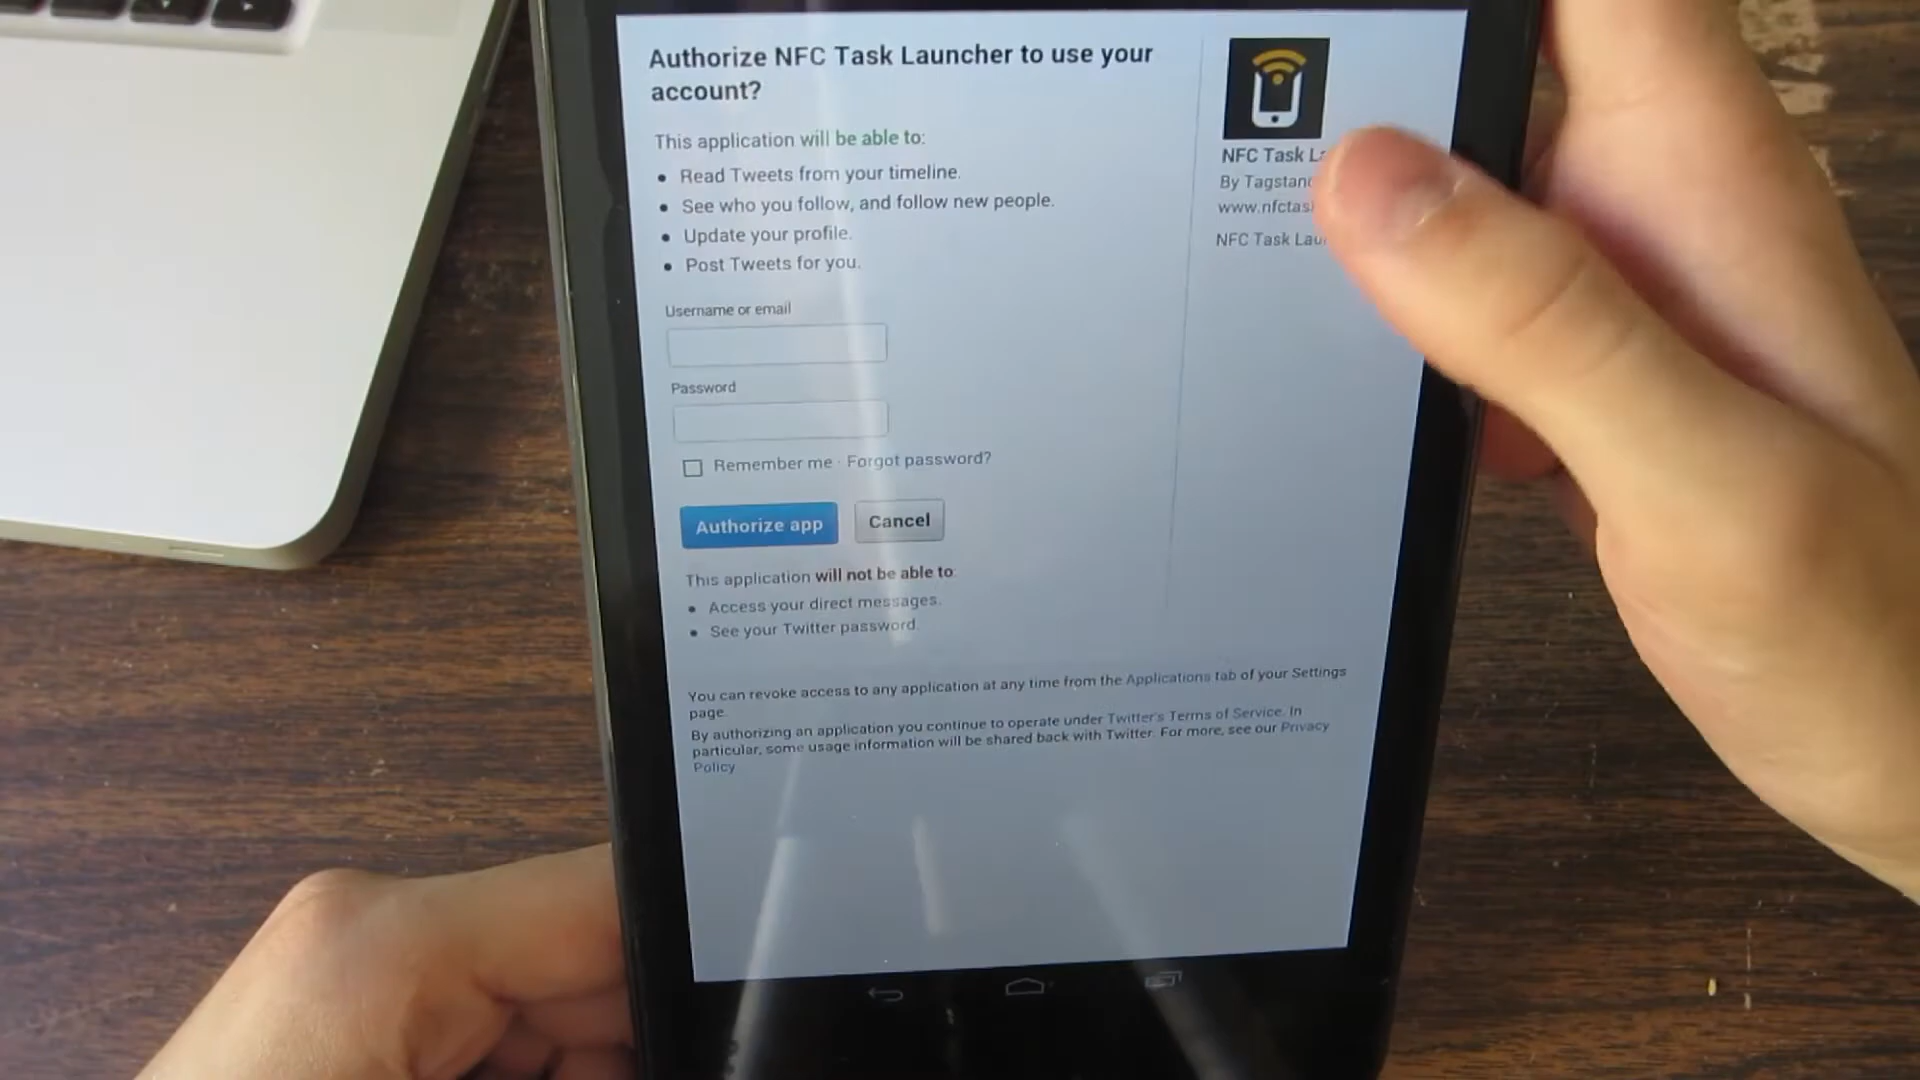 Authorize NFC Task Launcher to use your
account?
This application will be able to:
Read Tweets from your timeline.
See who you follow, and follow new people.
Update your profile.
Post Tweets for you.
Username or email
Password
Remember me · Forgot password?
Authorize app
Cancel
This application will not be able to:
Access your direct messages.
See your Twitter password.
You can revoke access to any application at any time from the Applications tab of your Settings
page.
By authorizing an application you continue to operate under Twitter's Terms of Service. In
particular, some usage information will be shared back with Twitter. For more, see our Privacy
Policy
NFC Task
By
NFC Task